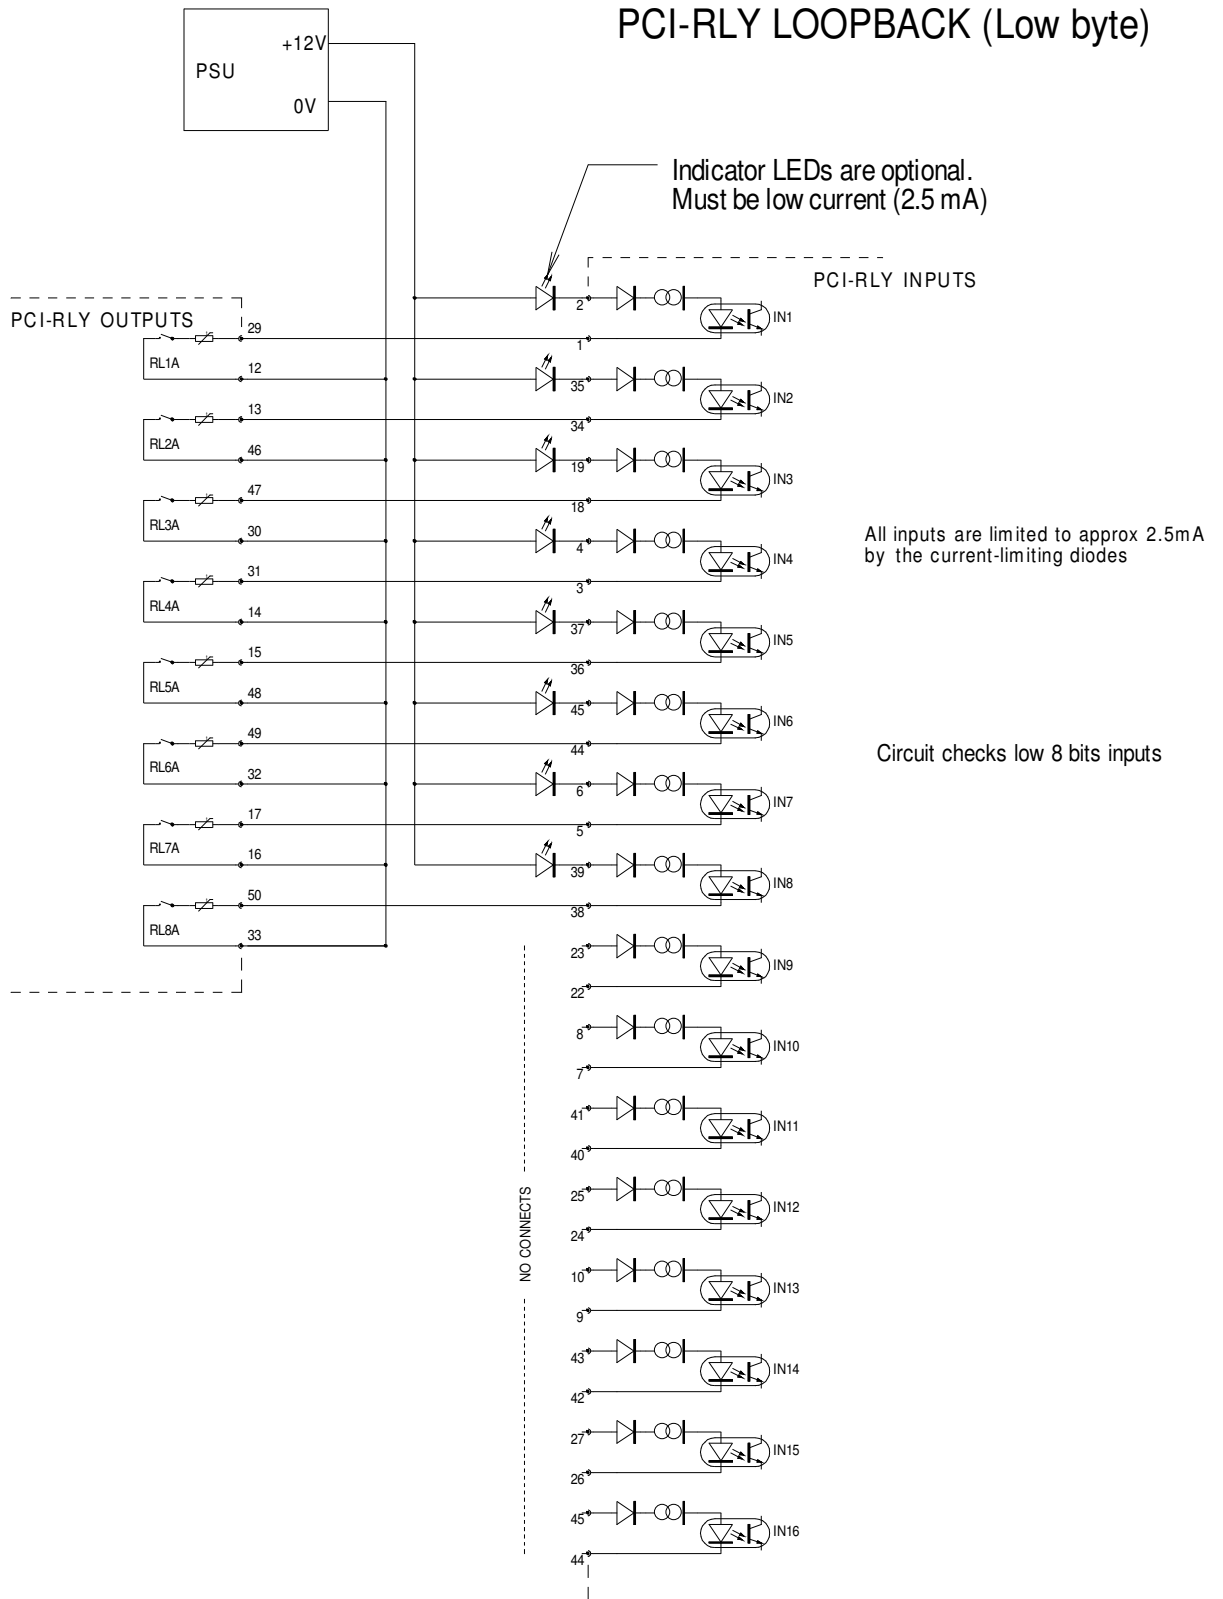 PCI-RLY LOOPBACK (Low byte)
+12V
PSU
0V
Indicator LEDs are optional.
Must be low current (2.5 mA)
PCI-RLY INPUTS
PCI-RLY OUTPUTS
2
IN1
29
1
RL1A
12
35
IN2
13
34
RL2A
46
19
IN3
47
18
RL3A
30
4
IN4
All inputs are limited to approx 2.5mA
by the current-limiting diodes
31
3
RL4A
14
37
IN5
15
36
RL5A
48
45
IN6
49
44
Circuit checks low 8 bits inputs
RL6A
32
6
IN7
17
5
RL7A
16
39
IN8
50
38
RL8A
33
23
IN9
22
8
IN10
7
41
IN11
40
NO CONNECTS
25
IN12
24
10
IN13
9
43
IN14
42
27
IN15
26
45
IN16
44